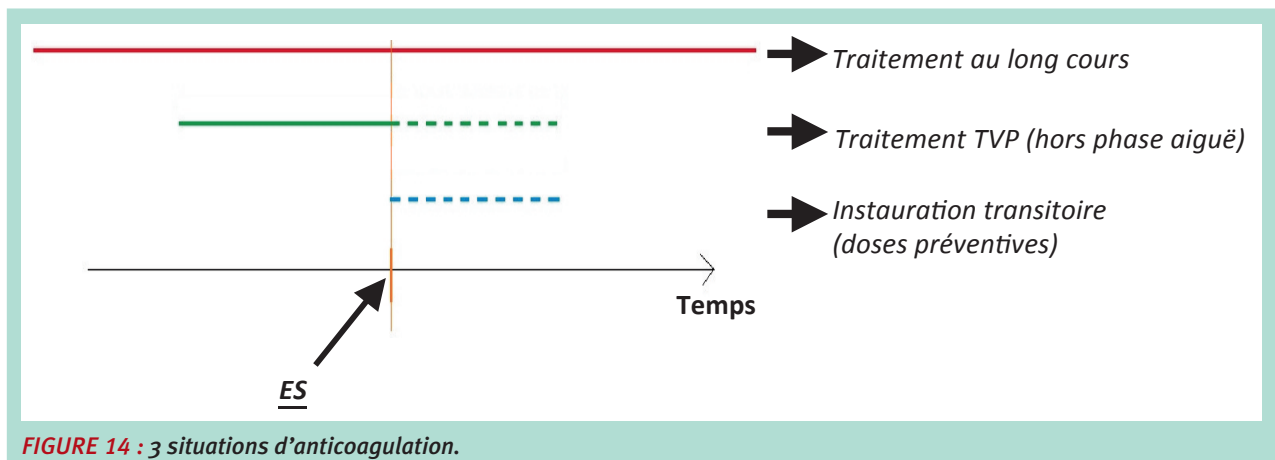 Traitement au long cours
Traitement TVP (hors phase aiguë)
Instauration transitoire
(doses préventives)
Temps
ES
FIGURE 14 : 3 situations d’anticoagulation.